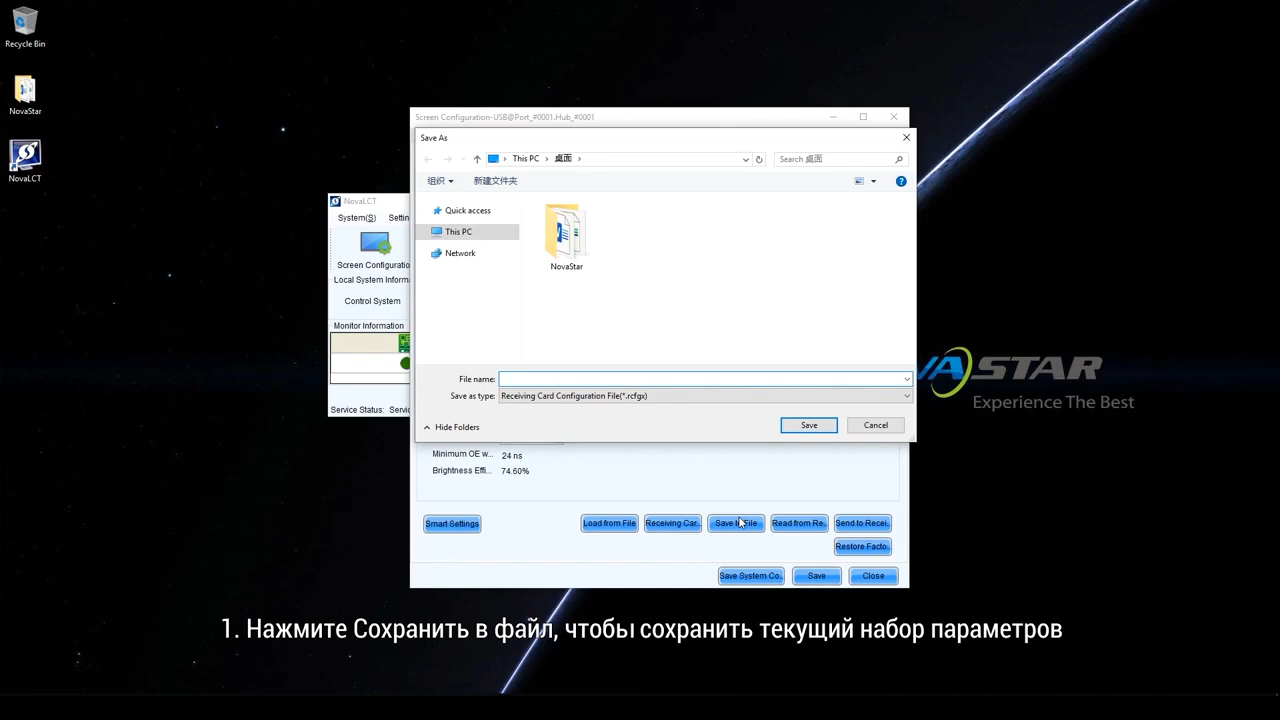 Recycle Bin
NovaStar
NovaLCT
Screen Configuration-USB@Port_#0001.Hub_#0001
Save As
This PC
桌面
Search 桌面
组织
新建文件夹
Quick access
This PC
Network
NovaStar
File name:
Save as type: Receiving Card Configuration File(*.rcfgx)
Hide Folders
Save
Cancel
NovaLCT
System(S) Settin
Screen Configuratio
Local System Inform
Control System
Monitor Information
Service Status: Servic
Minimum OE w... 24 ns
Brightness Effi... 74.60%
Smart Settings
Load from File
Receiving Car..
Save to File
Read from Re..
Send to Recei..
Restore Facto..
Save System Co..
Save
Close
VASTAR
Experience The Best
1. Нажмите Сохранить в файл, чтобы сохранить текущий набор параметров